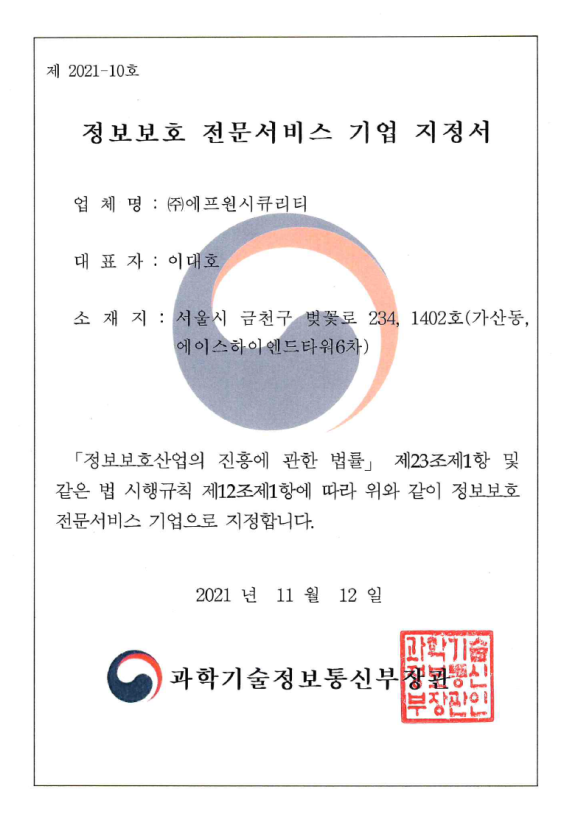 제 2021-10호
정보보호 전문서비스 기업 지정서
업 체 명 : ㈜에프원시큐리티
대 표 자 : 이대호
소 재 지 : 서울시 금천구 벚꽃로 234, 1402호(가산동,
에이스하이엔드타워6차)
「정보보호산업의 진흥에 관한 법률」 제23조제1항 및
같은 법 시행규칙 제12조제1항에 따라 위와 같이 정보보호
전문서비스 기업으로 지정합니다.
2021 년 11 월 12 일
과학기술정보통신부장관
과학기술
정보통신
부장관인